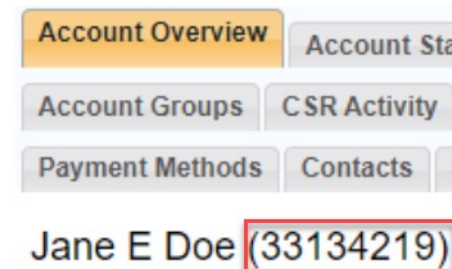 Account Overview Account Sta
Account Groups CSR Activity
Payment Methods Contacts
Jane E Doe (33134219)